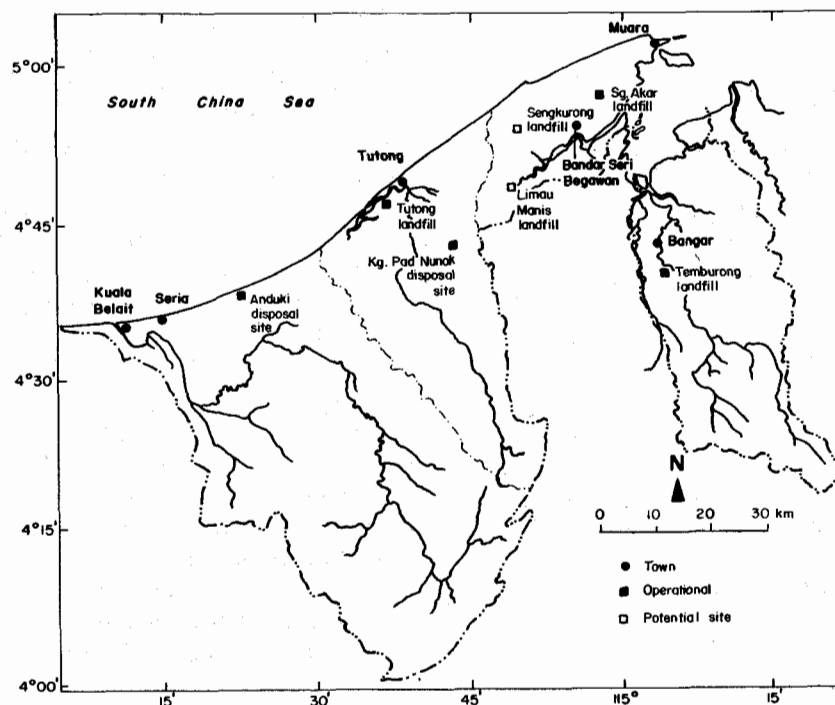 Muara
5°00'
South China Sea
Sg. Akar
landfill
Sengkurong
landfill
Bandar Seri
Begawan
Tutong
Limau
Manis
landfill
Tutong
landfill
4°45'
Kg. Pad Nunok
disposal
site
Bangar
Temburong
landfill
Kuala
Belait
Seria
Anduki
disposal
site
4°30'
N
0 10 20 30 km
4°15'
Town
Operational
Potential site
4°00'
15' 30' 45' 115° 15'